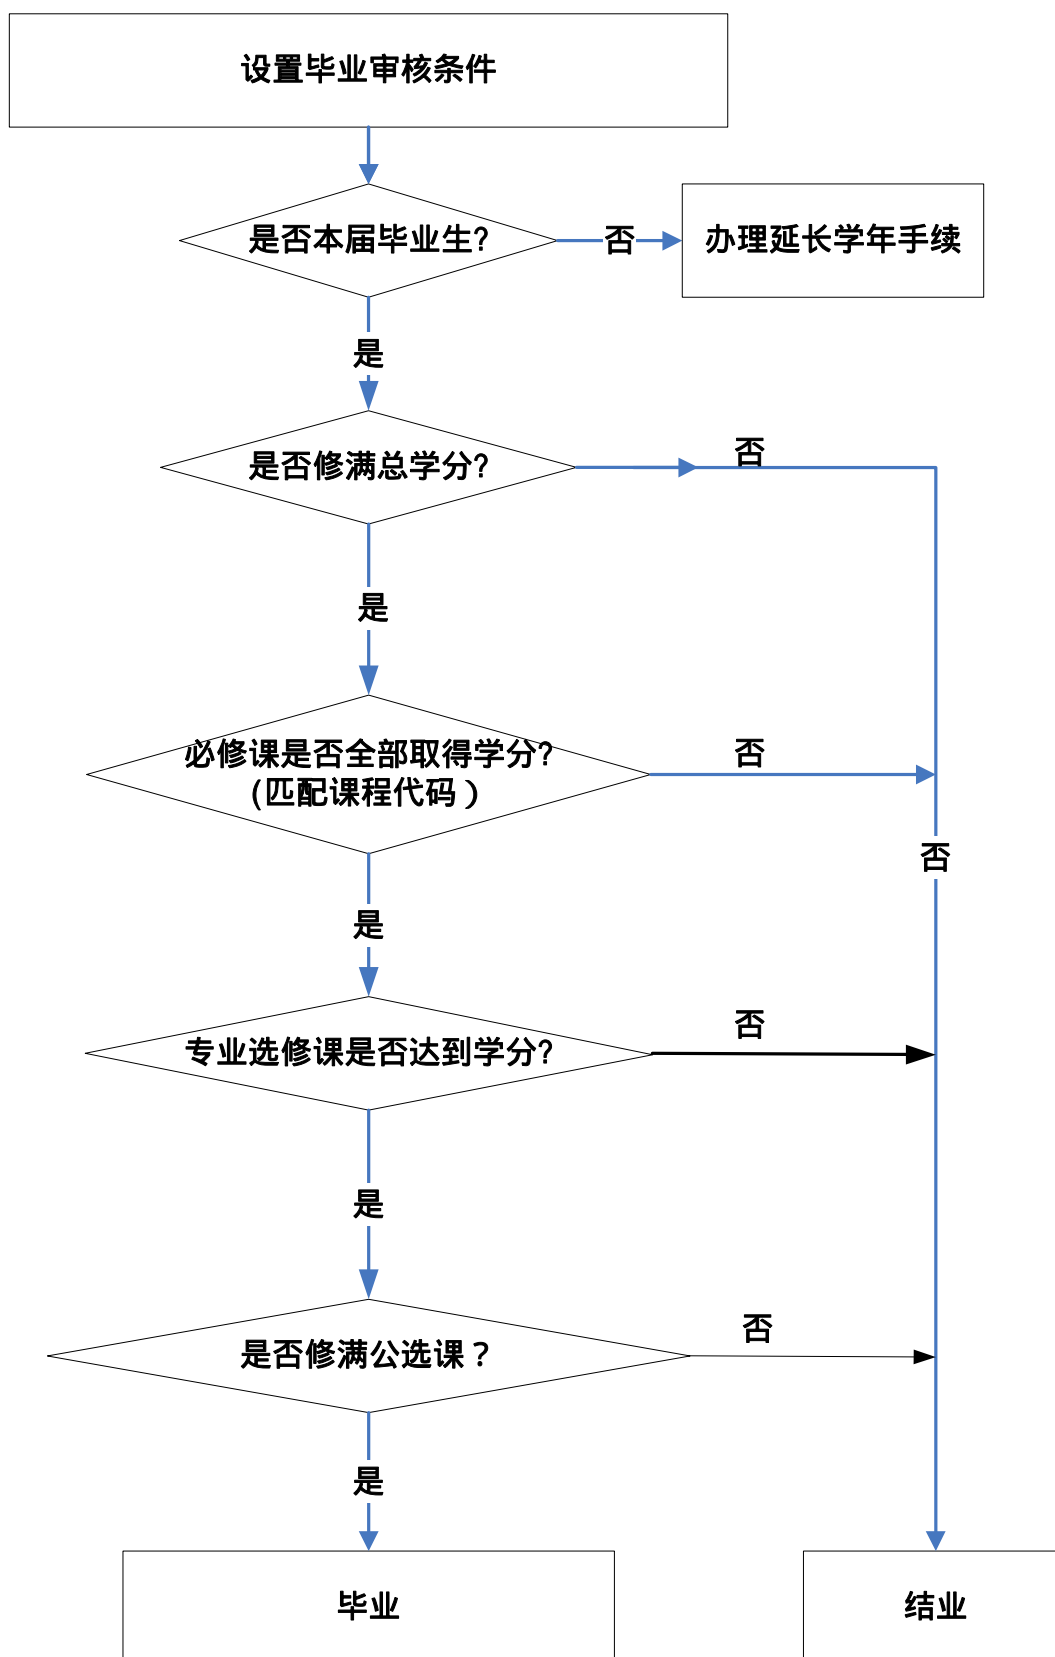 设置毕业审核条件
是否本届毕业生?
否
办理延长学年手续
是
是否修满总学分?
否
是
必修课是否全部取得学分?
（匹配课程代码）
否
否
是
专业选修课是否达到学分?
否
是
是否修满公选课？
否
是
毕业
结业